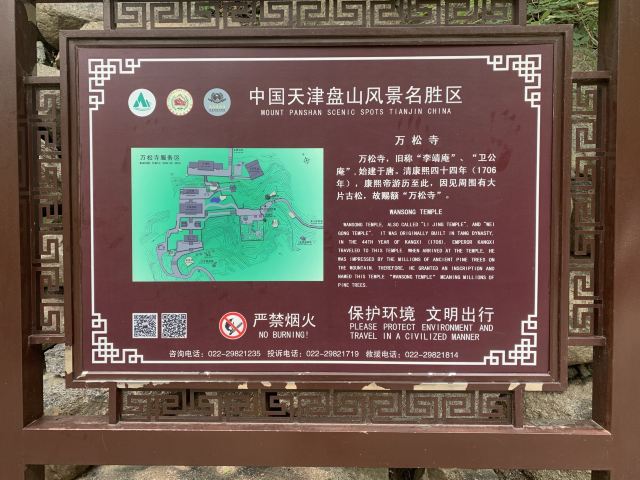 中国天津盘山风景名胜区
MOUNT PANSHAN SCENIC SPOTS TIANJIN CHINA
万松寺服务区
万松寺
万松寺，旧称“李靖庵”、“卫公
庵”，始建于唐。清康熙四十四年（1706
年），康熙帝游历至此，因见周围有大
片古松，故赐额“万松寺”。
WANSONG TEMPLE
WANSONG TEMPLE, ALSO CALLED "LI JING TEMPLE", AND "WEI
GONG TEMPLE", IT WAS ORIGINALLY BUILT IN TANG DYNASTY.
IN THE 44TH YEAR OF KANGXI (1706), EMPEROR KANGXI
TRAVELED TO THIS TEMPLE. WHEN ARRIVED AT THE TEMPLE, HE
WAS IMPRESSED BY THE MILLIONS OF ANCIENT PINE TREES ON
THE MOUNTAIN. THEREFORE, HE GRANTED AN INSCRIPTION AND
NAMED THIS TEMPLE "WANSONG TEMPLE" MEANING MILLIONS OF
PINE TREES.
严禁烟火
NO BURNING!
保护环境 文明出行
PLEASE PROTECT ENVIRONMENT AND
TRAVEL IN A CIVILIZED MANNER
咨询电话：022-29821235 投诉电话：022-29821719 救援电话：022-29821814